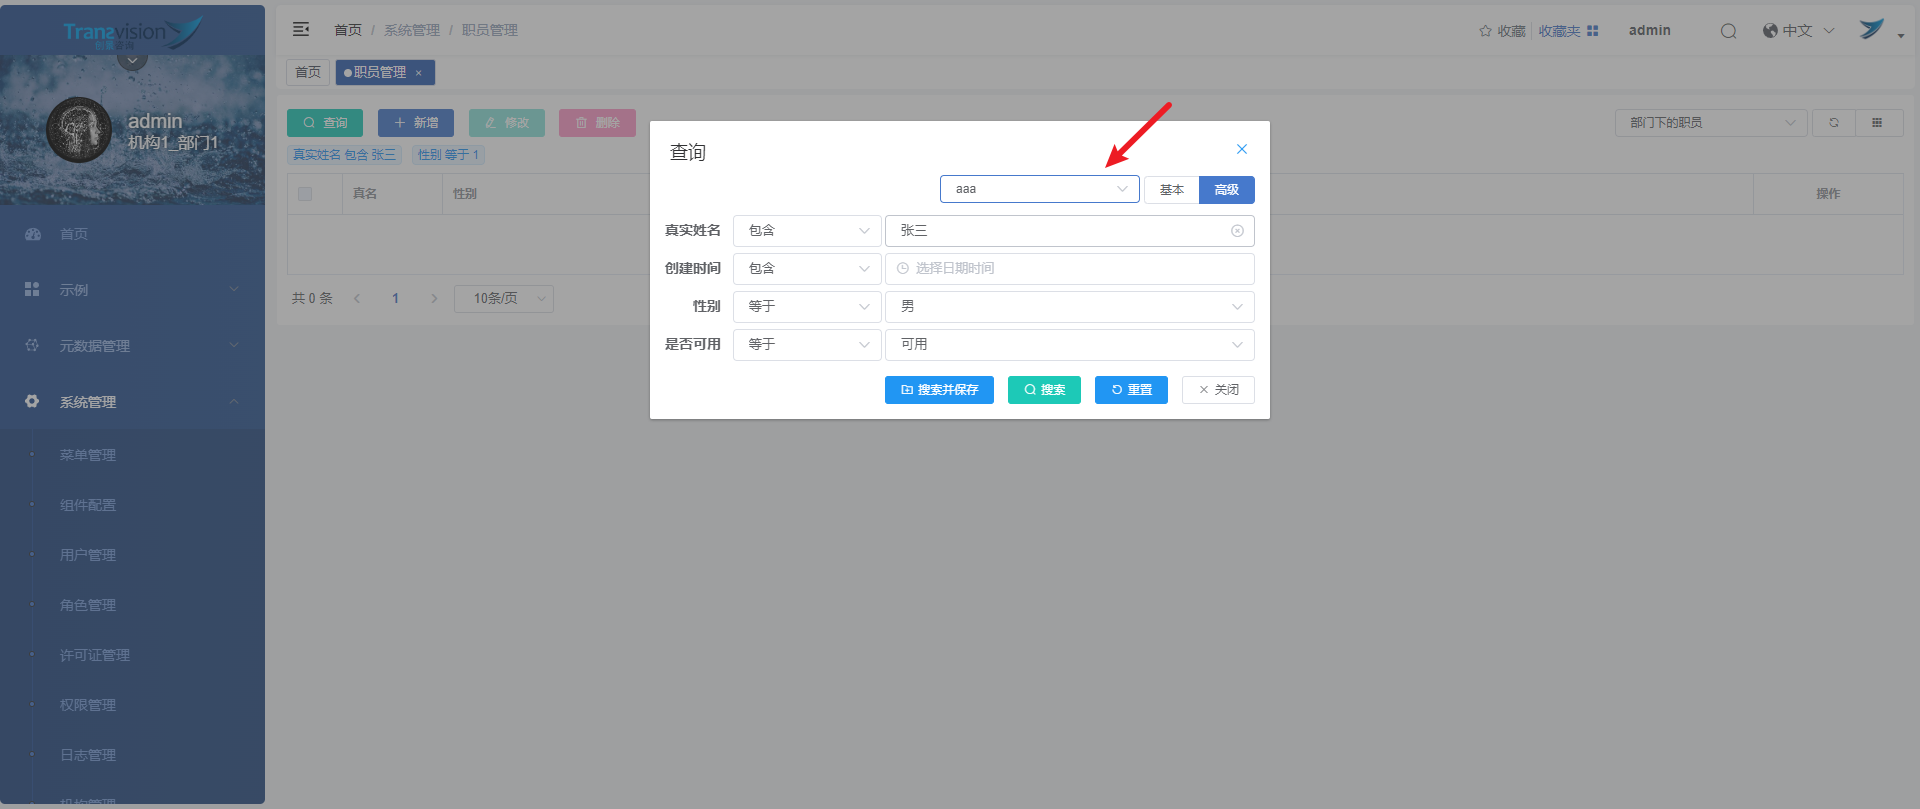 Transvision
创景咨询
首页 / 系统管理 / 职员管理
收藏 收藏夹 admin 中文
首页 职员管理 ×
admin
机构1_部门1
查询 新增 修改 删除
部门下的职员
真实姓名 包含 张三 性别 等于 1
真名 性别 操作
共 0 条 1 10条/页
查询
aaa 基本 高级
真实姓名 包含 张三
创建时间 包含 选择日期时间
性别 等于 男
是否可用 等于 可用
搜索并保存 搜索 重置 关闭
首页
示例
元数据管理
系统管理
菜单管理
组件配置
用户管理
角色管理
许可证管理
权限管理
日志管理
机构管理